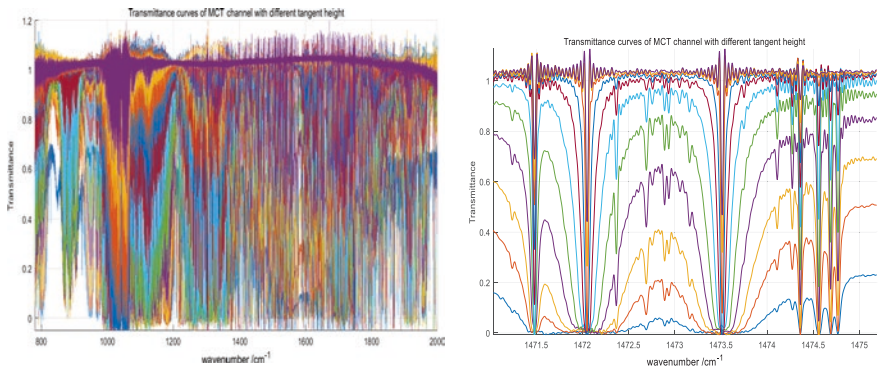 Transmittance curves of MCT channel with different tangent height
1.2
1
0.8
0.6
0.4
0.2
0
Transmittance
800 1000 1200 1400 1600 1800 2000
wavenumber /cm-1
Transmittance curves of MCT channel with different tangent height
1
0.8
0.6
0.4
0.2
0
Transmittance
1471.5 1472 1472.5 1473 1473.5 1474 1474.5 1475
wavenumber /cm-1